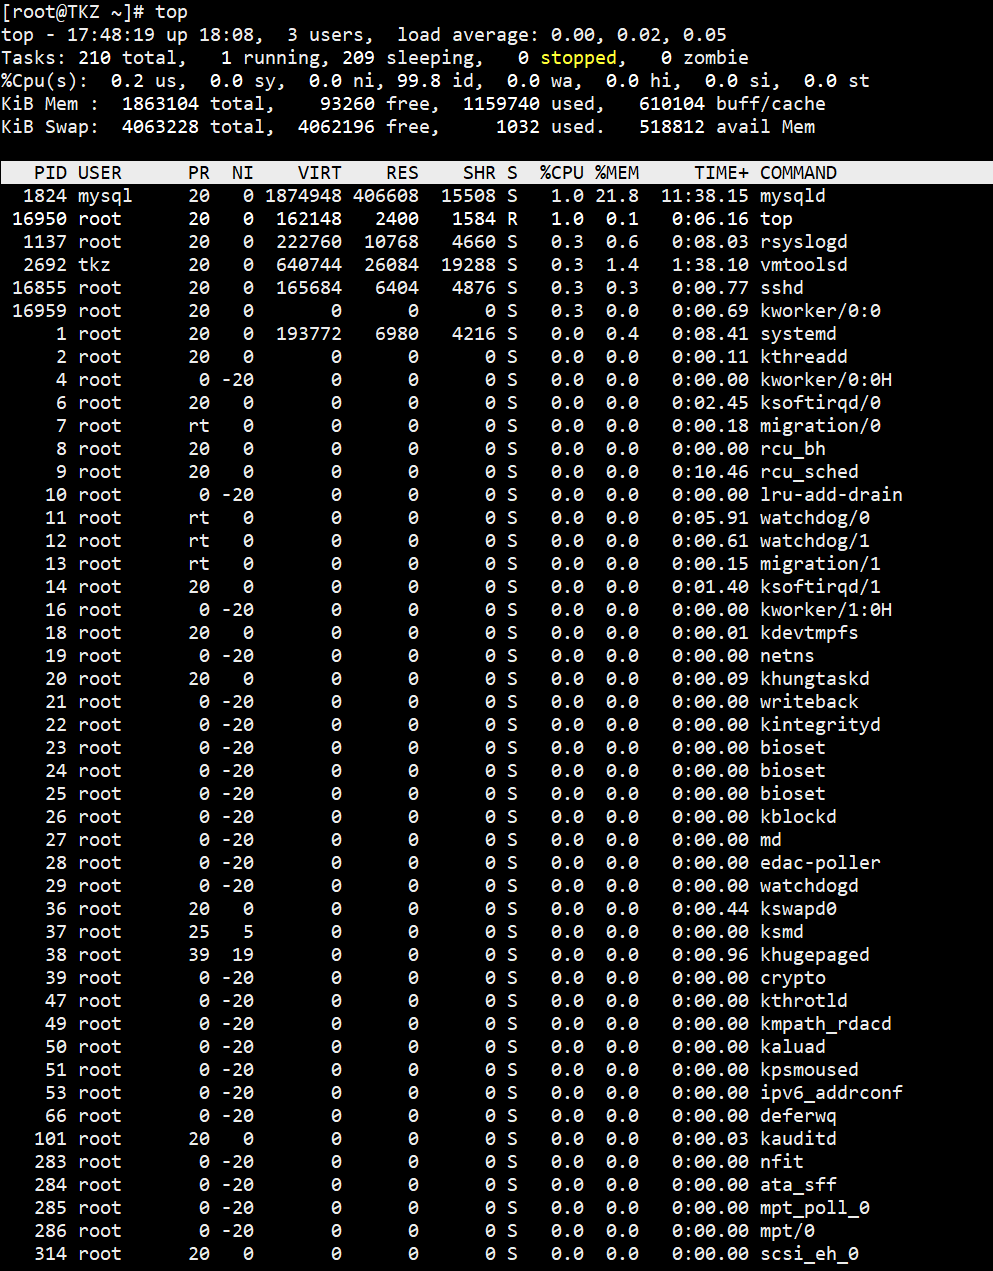 [root@TKZ ~]# top
top - 17:48:19 up 18:08,  3 users,  load average: 0.00, 0.02, 0.05
Tasks: 210 total,   1 running, 209 sleeping,   0 stopped,   0 zombie
%Cpu(s):  0.2 us,  0.0 sy,  0.0 ni, 99.8 id,  0.0 wa,  0.0 hi,  0.0 si,  0.0 st
KiB Mem :  1863104 total,    93260 free,  1159740 used,   610104 buff/cache
KiB Swap:  4063228 total,  4062196 free,     1032 used.   518812 avail Mem
PID USER      PR  NI    VIRT    RES    SHR S  %CPU %MEM     TIME+ COMMAND
1824 mysql     20   0 1874948 406608  15508 S   1.0 21.8  11:38.15 mysqld
16950 root      20   0  162148   2400   1584 R   1.0  0.1   0:06.16 top
1137 root      20   0  222760  10768   4660 S   0.3  0.6   0:08.03 rsyslogd
2692 tkz       20   0  640744  26084  19288 S   0.3  1.4   1:38.10 vmtoolsd
16855 root      20   0  165684   6404   4876 S   0.3  0.3   0:00.77 sshd
16959 root      20   0       0      0      0 S   0.3  0.0   0:00.69 kworker/0:0
1 root      20   0  193772   6980   4216 S   0.0  0.4   0:08.41 systemd
2 root      20   0       0      0      0 S   0.0  0.0   0:00.11 kthreadd
4 root       0 -20       0      0      0 S   0.0  0.0   0:00.00 kworker/0:0H
6 root      20   0       0      0      0 S   0.0  0.0   0:02.45 ksoftirqd/0
7 root      rt   0       0      0      0 S   0.0  0.0   0:00.18 migration/0
8 root      20   0       0      0      0 S   0.0  0.0   0:00.00 rcu_bh
9 root      20   0       0      0      0 S   0.0  0.0   0:10.46 rcu_sched
10 root       0 -20       0      0      0 S   0.0  0.0   0:00.00 lru-add-drain
11 root      rt   0       0      0      0 S   0.0  0.0   0:05.91 watchdog/0
12 root      rt   0       0      0      0 S   0.0  0.0   0:00.61 watchdog/1
13 root      rt   0       0      0      0 S   0.0  0.0   0:00.15 migration/1
14 root      20   0       0      0      0 S   0.0  0.0   0:01.40 ksoftirqd/1
16 root       0 -20       0      0      0 S   0.0  0.0   0:00.00 kworker/1:0H
18 root      20   0       0      0      0 S   0.0  0.0   0:00.01 kdevtmpfs
19 root       0 -20       0      0      0 S   0.0  0.0   0:00.00 netns
20 root      20   0       0      0      0 S   0.0  0.0   0:00.09 khungtaskd
21 root       0 -20       0      0      0 S   0.0  0.0   0:00.00 writeback
22 root       0 -20       0      0      0 S   0.0  0.0   0:00.00 kintegrityd
23 root       0 -20       0      0      0 S   0.0  0.0   0:00.00 bioset
24 root       0 -20       0      0      0 S   0.0  0.0   0:00.00 bioset
25 root       0 -20       0      0      0 S   0.0  0.0   0:00.00 bioset
26 root       0 -20       0      0      0 S   0.0  0.0   0:00.00 kblockd
27 root       0 -20       0      0      0 S   0.0  0.0   0:00.00 md
28 root       0 -20       0      0      0 S   0.0  0.0   0:00.00 edac-poller
29 root       0 -20       0      0      0 S   0.0  0.0   0:00.00 watchdogd
36 root      20   0       0      0      0 S   0.0  0.0   0:00.44 kswapd0
37 root      25   5       0      0      0 S   0.0  0.0   0:00.00 ksmd
38 root      39  19       0      0      0 S   0.0  0.0   0:00.96 khugepaged
39 root       0 -20       0      0      0 S   0.0  0.0   0:00.00 crypto
47 root       0 -20       0      0      0 S   0.0  0.0   0:00.00 kthrotld
49 root       0 -20       0      0      0 S   0.0  0.0   0:00.00 kmpath_rdacd
50 root       0 -20       0      0      0 S   0.0  0.0   0:00.00 kaluad
51 root       0 -20       0      0      0 S   0.0  0.0   0:00.00 kpsmoused
53 root       0 -20       0      0      0 S   0.0  0.0   0:00.00 ipv6_addrconf
66 root       0 -20       0      0      0 S   0.0  0.0   0:00.00 deferwq
101 root      20   0       0      0      0 S   0.0  0.0   0:00.03 kauditd
283 root       0 -20       0      0      0 S   0.0  0.0   0:00.00 nfit
284 root       0 -20       0      0      0 S   0.0  0.0   0:00.00 ata_sff
285 root       0 -20       0      0      0 S   0.0  0.0   0:00.00 mpt_poll_0
286 root       0 -20       0      0      0 S   0.0  0.0   0:00.00 mpt/0
314 root      20   0       0      0      0 S   0.0  0.0   0:00.00 scsi_eh_0